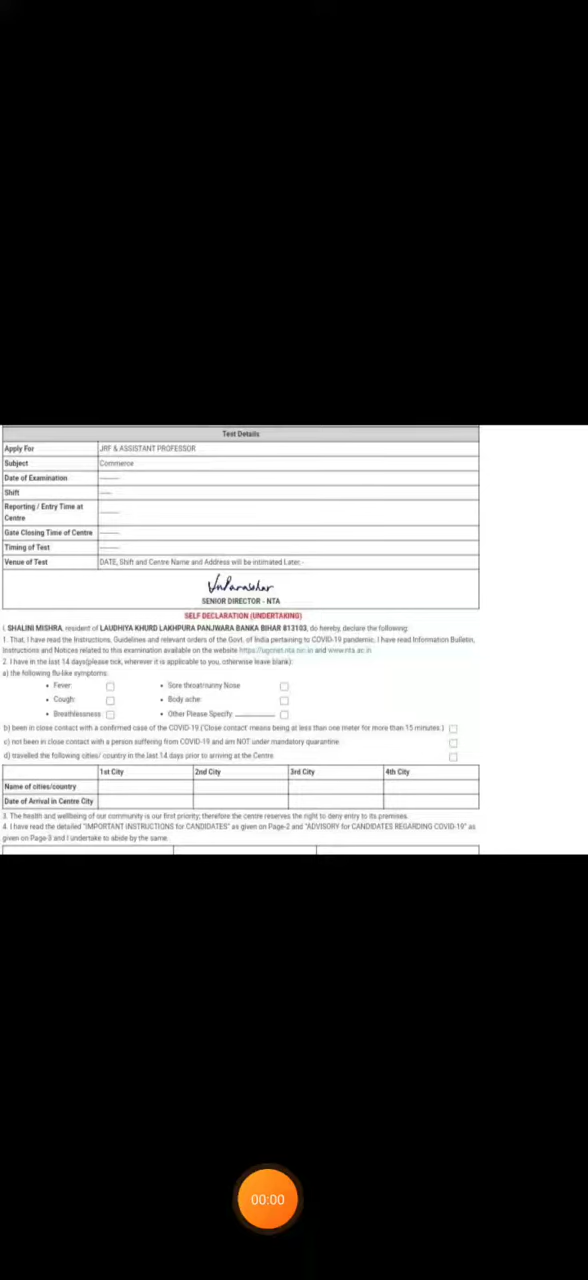 Test Details
Apply For JRF & ASSISTANT PROFESSOR
Subject Commerce
Date of Examination --------
Shift -----
Reporting / Entry Time at
Centre --------
Gate Closing Time of Centre --------
Timing of Test --------
Venue of Test DATE, Shift and Centre Name and Address will be intimated Later, -
SENIOR DIRECTOR - NTA
SELF DECLARATION (UNDERTAKING)
I, SHALINI MISHRA, resident of LAUDHIYA KHURD LAKHPURA PANJWARA BANKA BIHAR 813103, do hereby, declare the following:
1. That, I have read the Instructions, Guidelines and relevant orders of the Govt. of India pertaining to COVID-19 pandemic, I have read Information Bulletin,
Instructions and Notices related to this examination available on the website https://ugcnet.nta.nic.in and www.nta.ac.in
2. I have in the last 14 days(please tick, wherever it is applicable to you, otherwise leave blank):
a) the following flu-like symptoms:
• Fever: • Sore throat/runny Nose
• Cough: • Body ache:
• Breathlessness • Other Please Specify: __________
b) been in close contact with a confirmed case of the COVID-19 ('Close contact' means being at less than one meter for more than 15 minutes.)
c) not been in close contact with a person suffering from COVID-19 and am NOT under mandatory quarantine
d) travelled the following cities/ country in the last 14 days prior to arriving at the Centre
1st City 2nd City 3rd City 4th City
Name of cities/country
Date of Arrival in Centre City
3. The health and wellbeing of our community is our first priority; therefore the centre reserves the right to deny entry to its premises.
4. I have read the detailed "IMPORTANT INSTRUCTIONS for CANDIDATES" as given on Page-2 and "ADVISORY for CANDIDATES REGARDING COVID-19" as
given on Page-3 and I undertake to abide by the same.
00:00